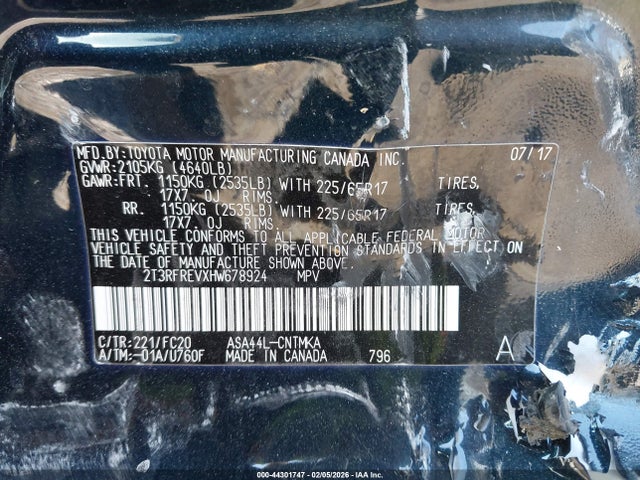 MFD.BY:TOYOTA MOTOR MANUFACTURING CANADA INC. 07/17
GVWR:2105KG (4640LB)
GAWR:FRT. 1150KG (2535LB) WITH 225/65R17 TIRES,
17X7. 0J RIMS.
RR. 1150KG (2535LB) WITH 225/65R17 TIRES,
17X7. 0J RIMS.
THIS VEHICLE CONFORMS TO ALL APPLICABLE FEDERAL MOTOR
VEHICLE SAFETY AND THEFT PREVENTION STANDARDS IN EFFECT ON
THE DATE OF MANUFACTURE SHOWN ABOVE.
2T3RFREVXHW678924 MPV
C/TR:221/FC20 ASA44L-CNTMKA
A/TM:-01A/U760F MADE IN CANADA 796 A
000-44301747 - 02/05/2026 - IAA Inc.